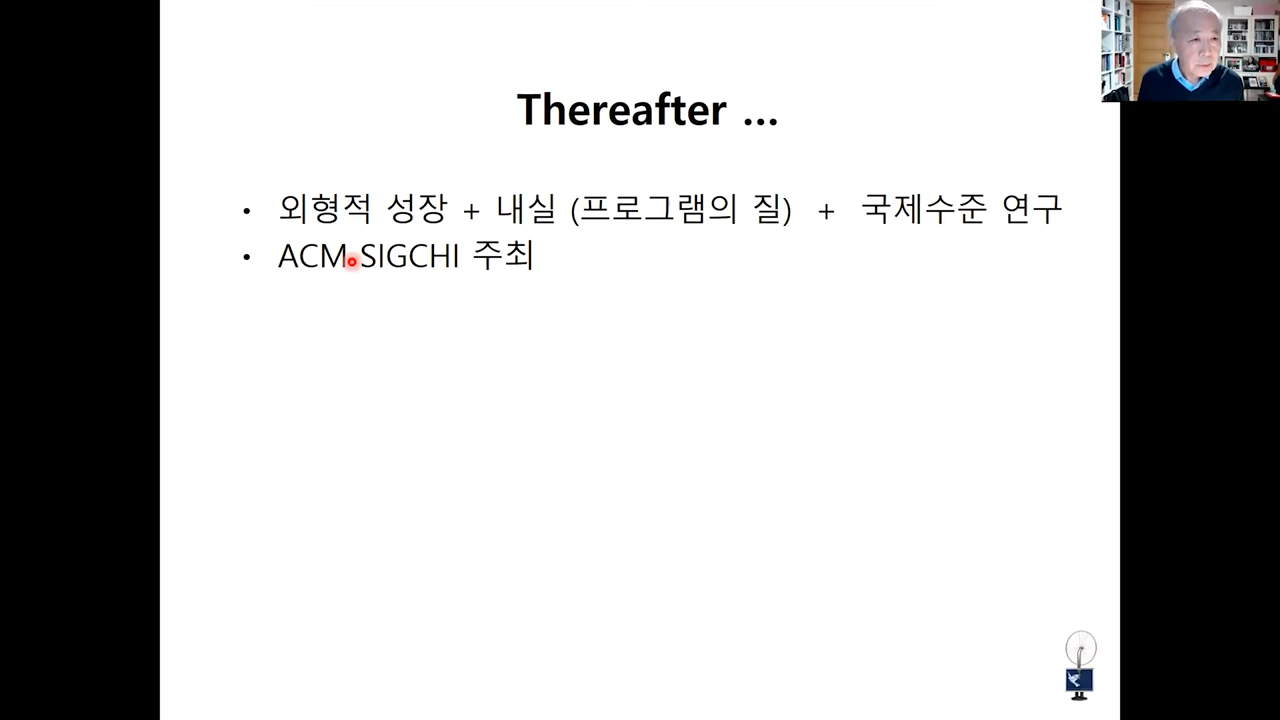 Thereafter ...
• 외형적 성장 + 내실 (프로그램의 질) + 국제수준 연구
• ACM SIGCHI 주최